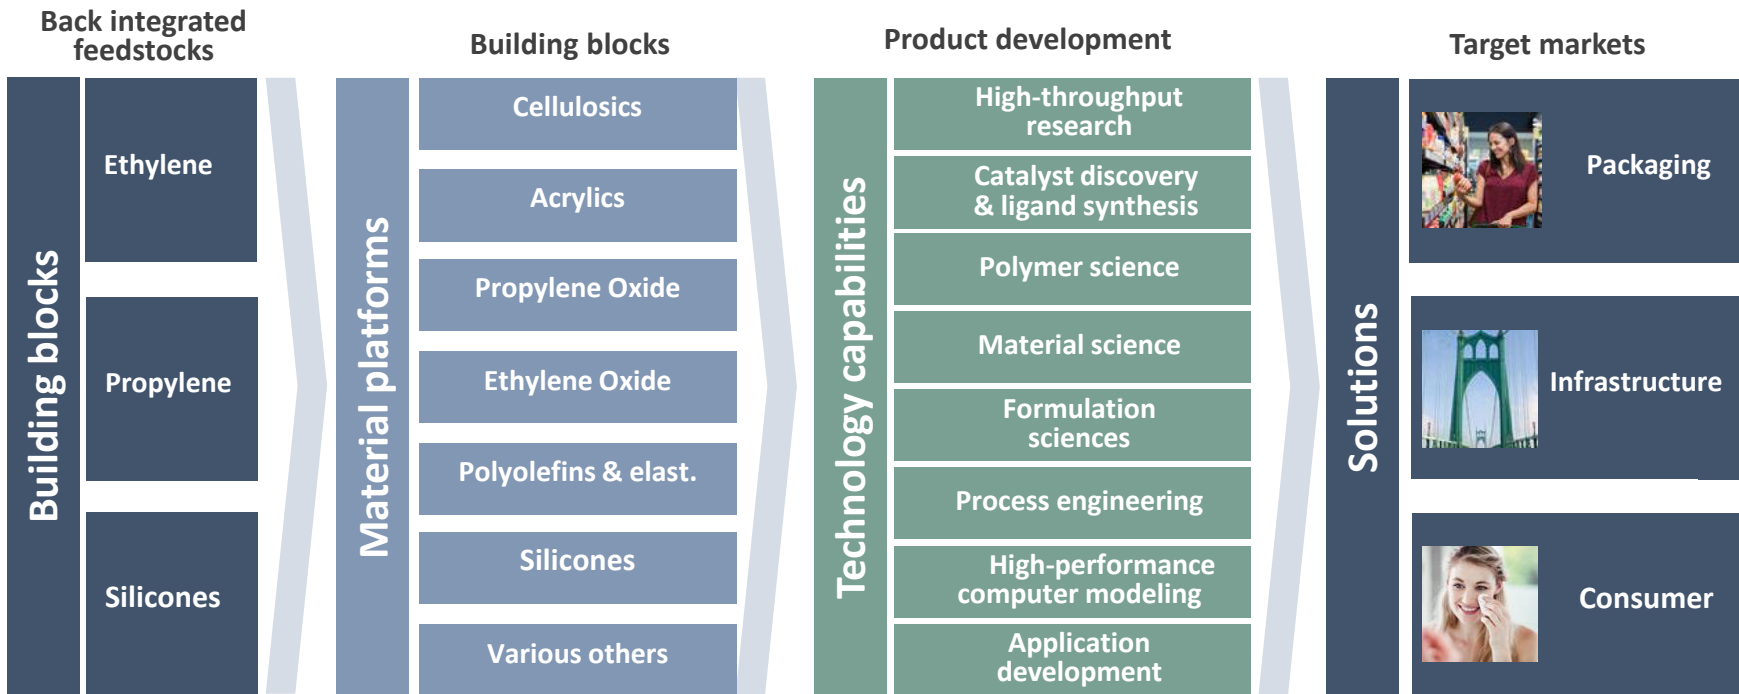 Back integrated
feedstocks
Building blocks
Ethylene
Propylene
Silicones
Building blocks
Material platforms
Cellulosics
Acrylics
Propylene Oxide
Ethylene Oxide
Polyolefins & elast.
Silicones
Various others
Product development
Technology capabilities
High-throughput
research
Catalyst discovery
& ligand synthesis
Polymer science
Material science
Formulation
sciences
Process engineering
High-performance
computer modeling
Application
development
Target markets
Solutions
Packaging
Infrastructure
Consumer